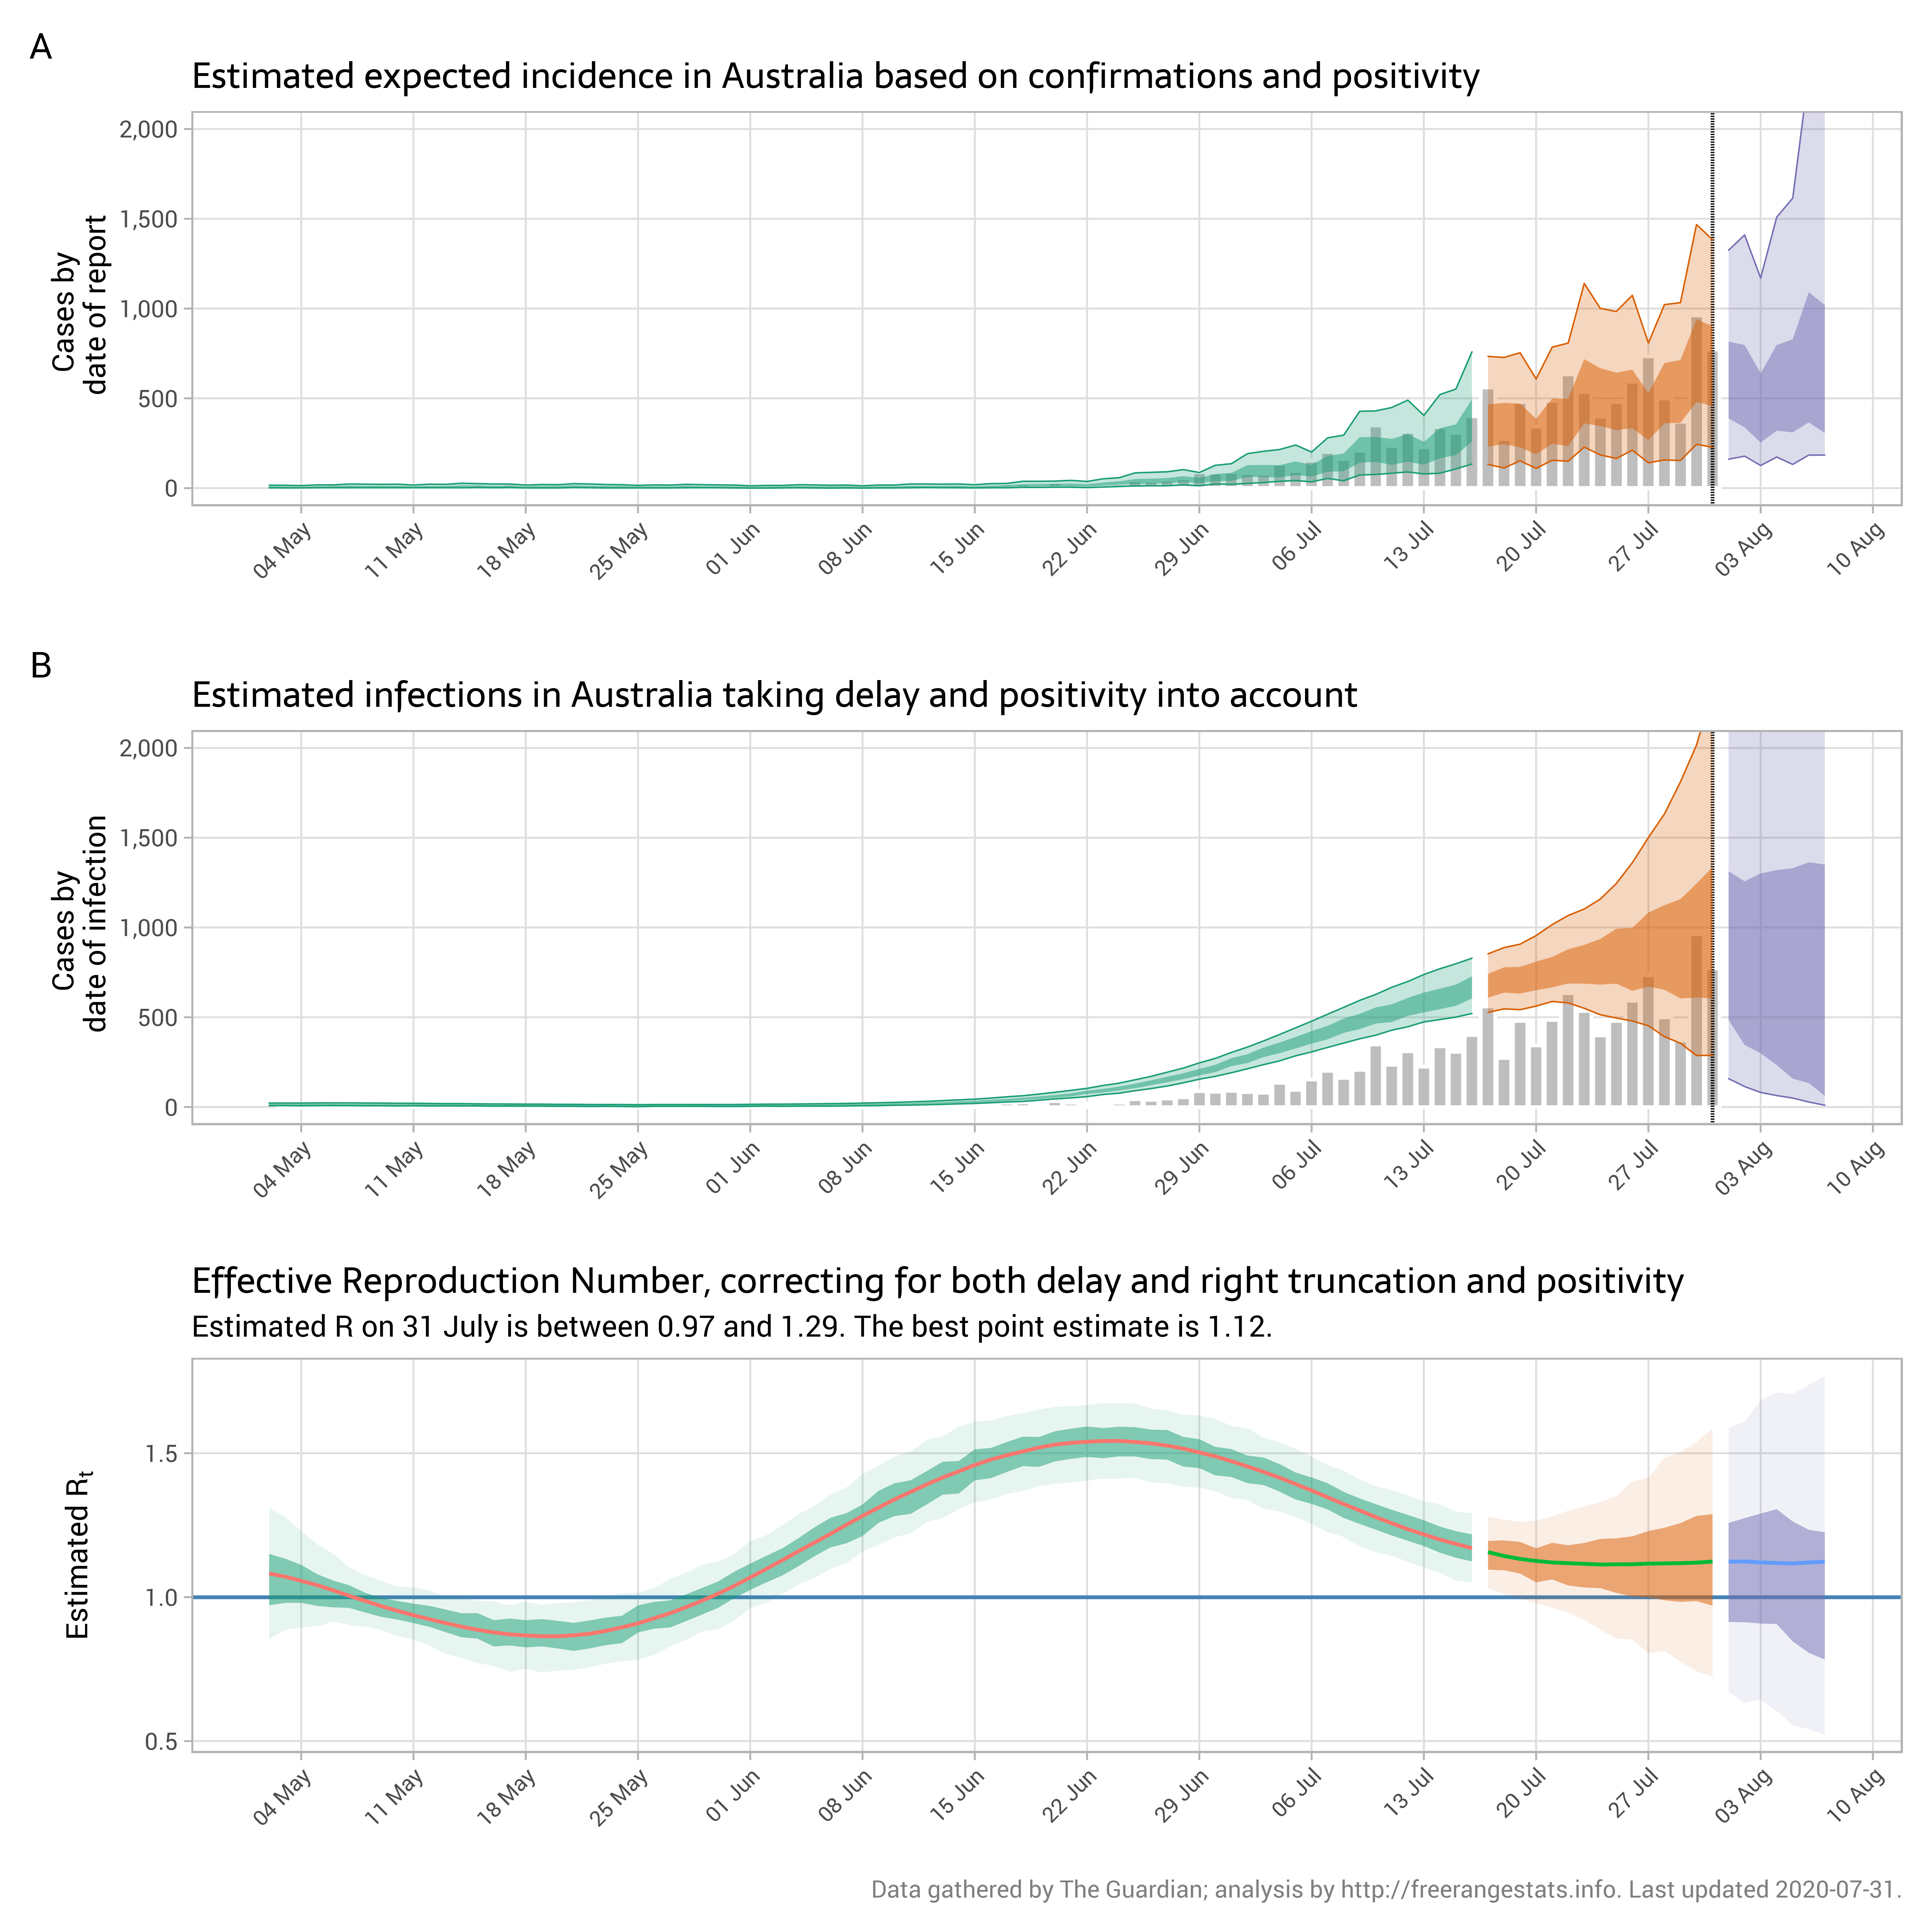 A
Estimated expected incidence in Australia based on confirmations and positivity
Cases by
date of report
2,000
1,500
1,000
500
0
04 May
11 May
18 May
25 May
01 Jun
08 Jun
15 Jun
22 Jun
29 Jun
06 Jul
13 Jul
20 Jul
27 Jul
03 Aug
10 Aug
B
Estimated infections in Australia taking delay and positivity into account
Cases by
date of infection
2,000
1,500
1,000
500
0
04 May
11 May
18 May
25 May
01 Jun
08 Jun
15 Jun
22 Jun
29 Jun
06 Jul
13 Jul
20 Jul
27 Jul
03 Aug
10 Aug
Effective Reproduction Number, correcting for both delay and right truncation and positivity
Estimated R on 31 July is between 0.97 and 1.29. The best point estimate is 1.12.
Estimated Rt
1.5
1.0
0.5
04 May
11 May
18 May
25 May
01 Jun
08 Jun
15 Jun
22 Jun
29 Jun
06 Jul
13 Jul
20 Jul
27 Jul
03 Aug
10 Aug
Data gathered by The Guardian; analysis by http://freerangestats.info. Last updated 2020-07-31.